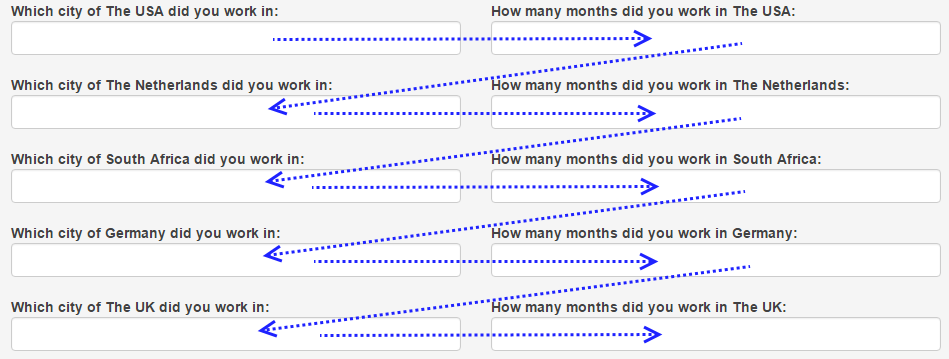 Which city of The USA did you work in:
How many months did you work in The USA:
Which city of The Netherlands did you work in:
How many months did you work in The Netherlands:
Which city of South Africa did you work in:
How many months did you work in South Africa:
Which city of Germany did you work in:
How many months did you work in Germany:
Which city of The UK did you work in:
How many months did you work in The UK: